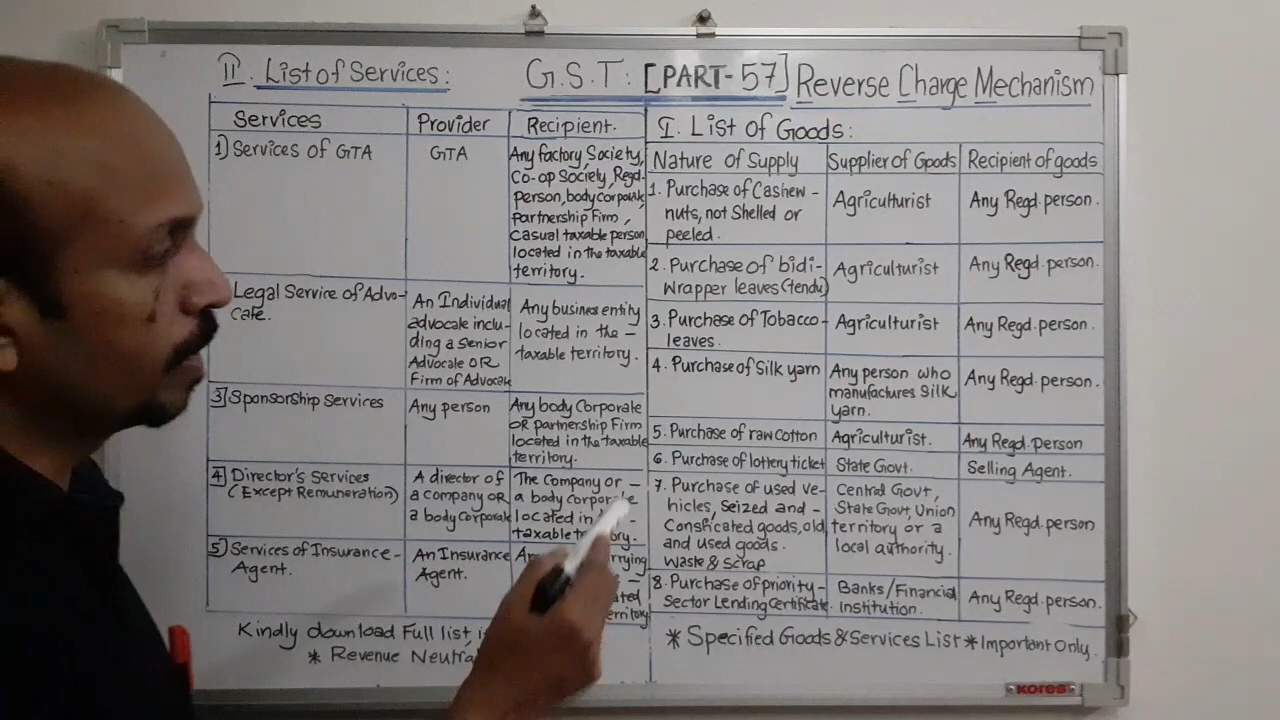 II. List of Services:
G.S.T: [PART-57] Reverse Charge Mechanism
Services
Provider
Recipient.
1) Services of GTA
GTA
Any factory, Society,
Co-op Society, Regd.
person, body corporate
partnership Firm,
Casual taxable person
located in the taxable
territory.
Legal Service of Advo-
cate.
An Individual
advocate inclu-
ding a Senior
Advocate OR
Firm of Advocate
Any business entity
located in the -
taxable territory.
3] Sponsorship Services
Any person
Any body Corporate
OR partnership Firm
located in the taxable
territory.
4] Director's Services
(Except Remuneration)
A director of
a company OR
a body corporate
The Company or -
a body corporate
located in
taxable
5] Services of Insurance -
Agent.
An Insurance
Agent.
Kindly download Full list,
* Revenue
I. List of Goods:
Nature of Supply
Supplier of Goods
Recipient of goods
1. Purchase of Cashew -
nuts, not Shelled or
peeled.
Agriculturist
Any Regd. person.
2. Purchase of bidi-
wrapper leaves (tendu)
Agriculturist
Any Regd. person.
3. Purchase of Tobacco-
leaves.
Agriculturist
Any Regd. person.
4. Purchase of Silk yarn
Any person who
manufactures Silk
yarn.
Any Regd. person.
5. Purchase of raw cotton
Agriculturist.
Any Regd. person
6. Purchase of lottery ticket
State Govt.
Selling Agent.
7. Purchase of used ve-
hicles, Seized and -
Consficated goods, old
and used goods.
Waste & Scrap
Central Govt,
State Govt, Union
territory or a
local authority.
Any Regd. person
8. Purchase of priority -
Sector Lending Certificate.
Banks/Financial
Institution.
Any Regd. person.
* Specified Goods & Services List * Important Only.
KORES